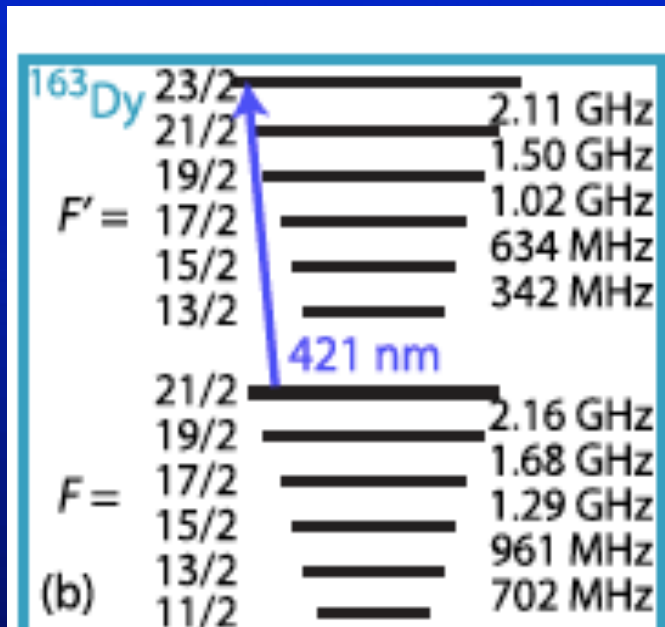 163Dy 23/2
2.11 GHz
21/2
1.50 GHz
19/2
1.02 GHz
F′ = 17/2
634 MHz
15/2
342 MHz
13/2
421 nm
21/2
2.16 GHz
19/2
1.68 GHz
17/2
F =
1.29 GHz
15/2
961 MHz
13/2
702 MHz
(b)
11/2